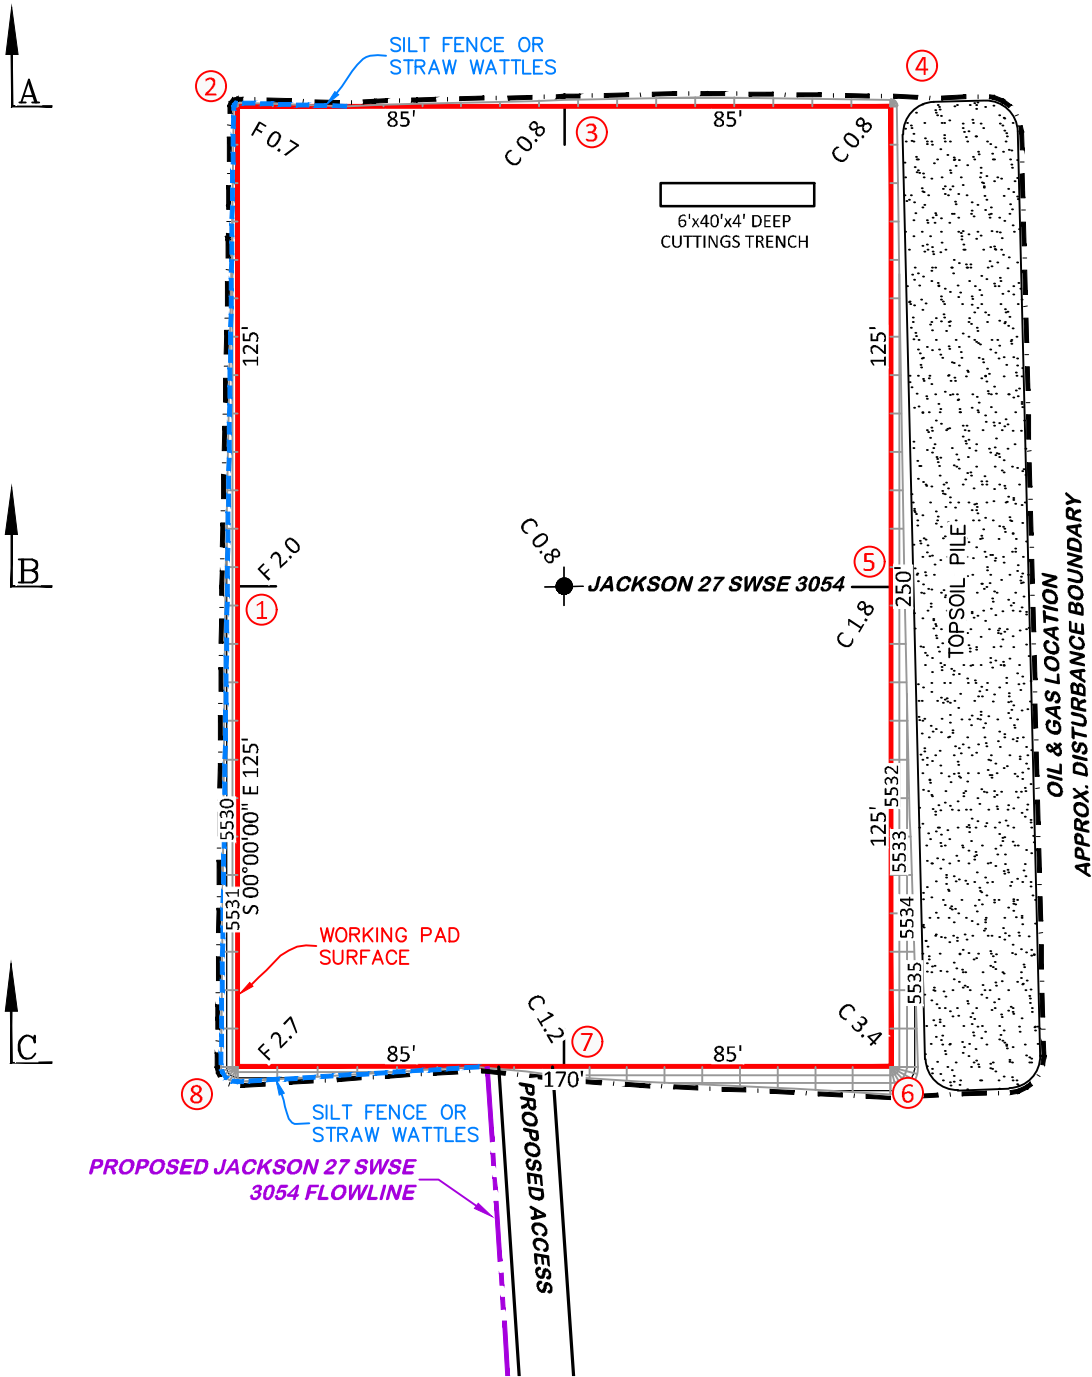 SILT FENCE OR
STRAW WATTLES
2
4
A
85'
85'
F 0.7
C 0.8
3
C 0.8
6'x40'x4' DEEP
CUTTINGS TRENCH
125'
125'
C 0.8
B
F 2.0
1
JACKSON 27 SWSE 3054
5
250'
C 1.8
TOPSOIL PILE
OIL & GAS LOCATION
APPROX. DISTURBANCE BOUNDARY
S 00°00'00" E 125'
5530
5531
125'
5532
5533
5534
5535
WORKING PAD
SURFACE
C
F 2.7
85'
C 1.2
7
85'
C 3.4
170'
8
6
SILT FENCE OR
STRAW WATTLES
PROPOSED JACKSON 27 SWSE
3054 FLOWLINE
PROPOSED ACCESS